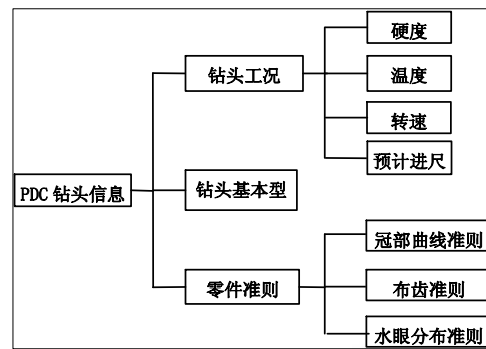 硬度
钻头工况
温度
转速
预计进尺
PDC 钻头信息
钻头基本型
冠部曲线准则
零件准则
布齿准则
水眼分布准则